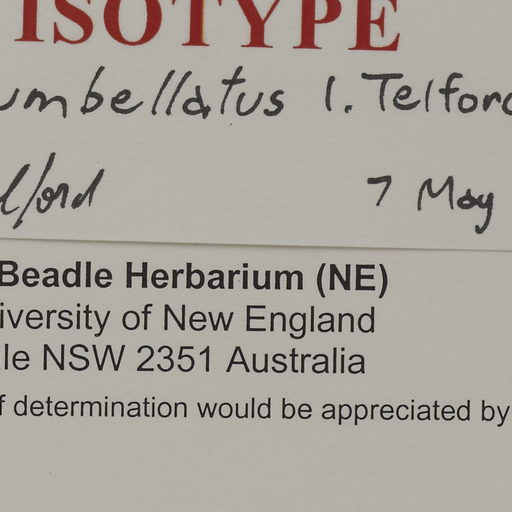 ISOTYPE
umbellatus I. Telford
lford 7 May
Beadle Herbarium (NE)
iversity of New England
le NSW 2351 Australia
f determination would be appreciated by